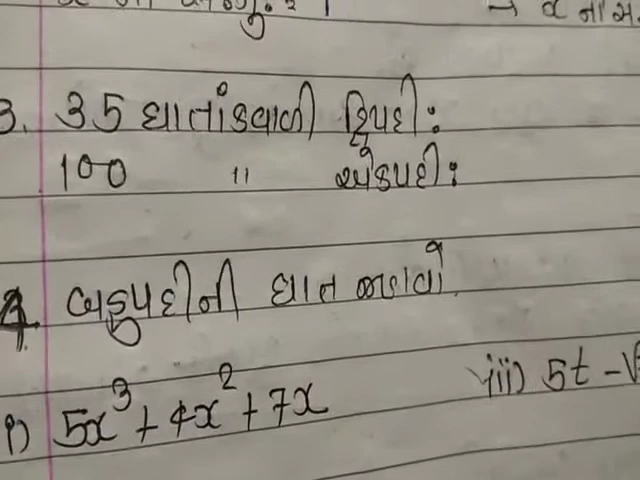 3. 35 ઘાતાંકવાળી દ્વિપદી:
100 " એકપદી:
4. બહુપદીની ઘાત જણાવો.
i) 5x³ + 4x² + 7x iii) 5t - √